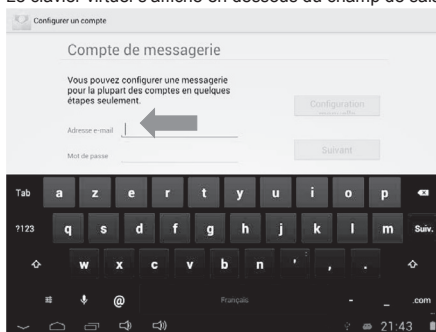 Le clavier virtuel s'affiche en dessous du champ de sais
Configurer un compte
Compte de messagerie
Vous pouvez configurer une messagerie
pour la plupart des comptes en quelques
étapes seulement.
Configuration
Adresse e-mail
Mot de passe
Suivant
Tab a z e r t y u i o p
?123 q s d f g h j k l m Suiv.
w x c v b n ' , .
@ Français - _ .com
21:43